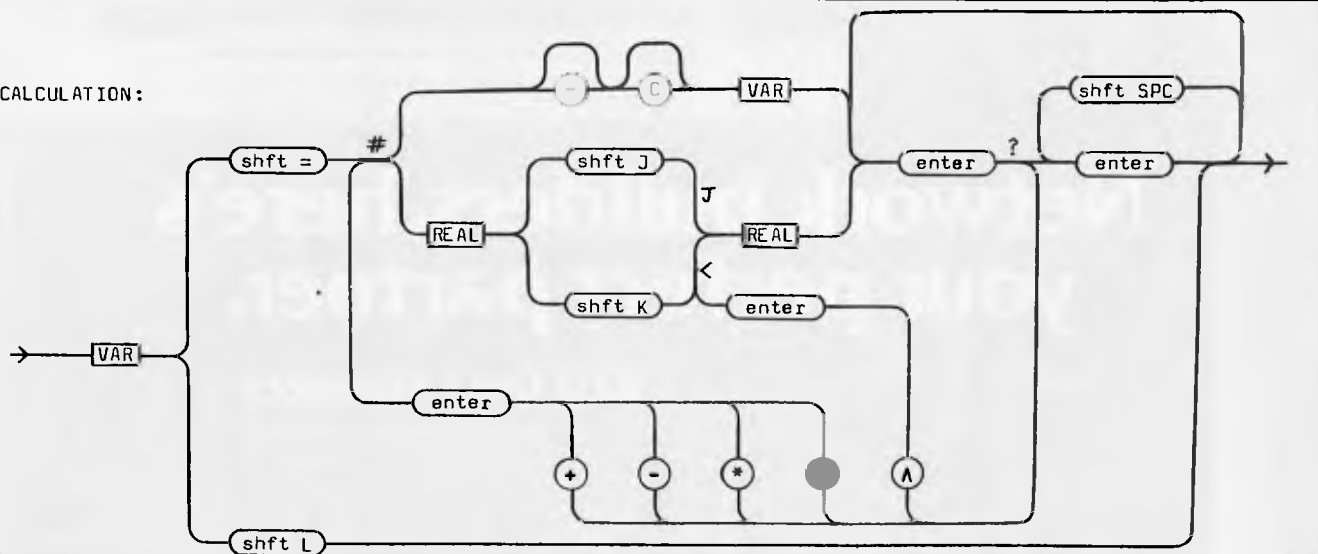 CALCULATION:
- C VAR
shft SPC
shft =
#
shft J
enter
?
enter
J
REAL
REAL
<
shft K
enter
VAR
enter
+ - * ∧
shft L